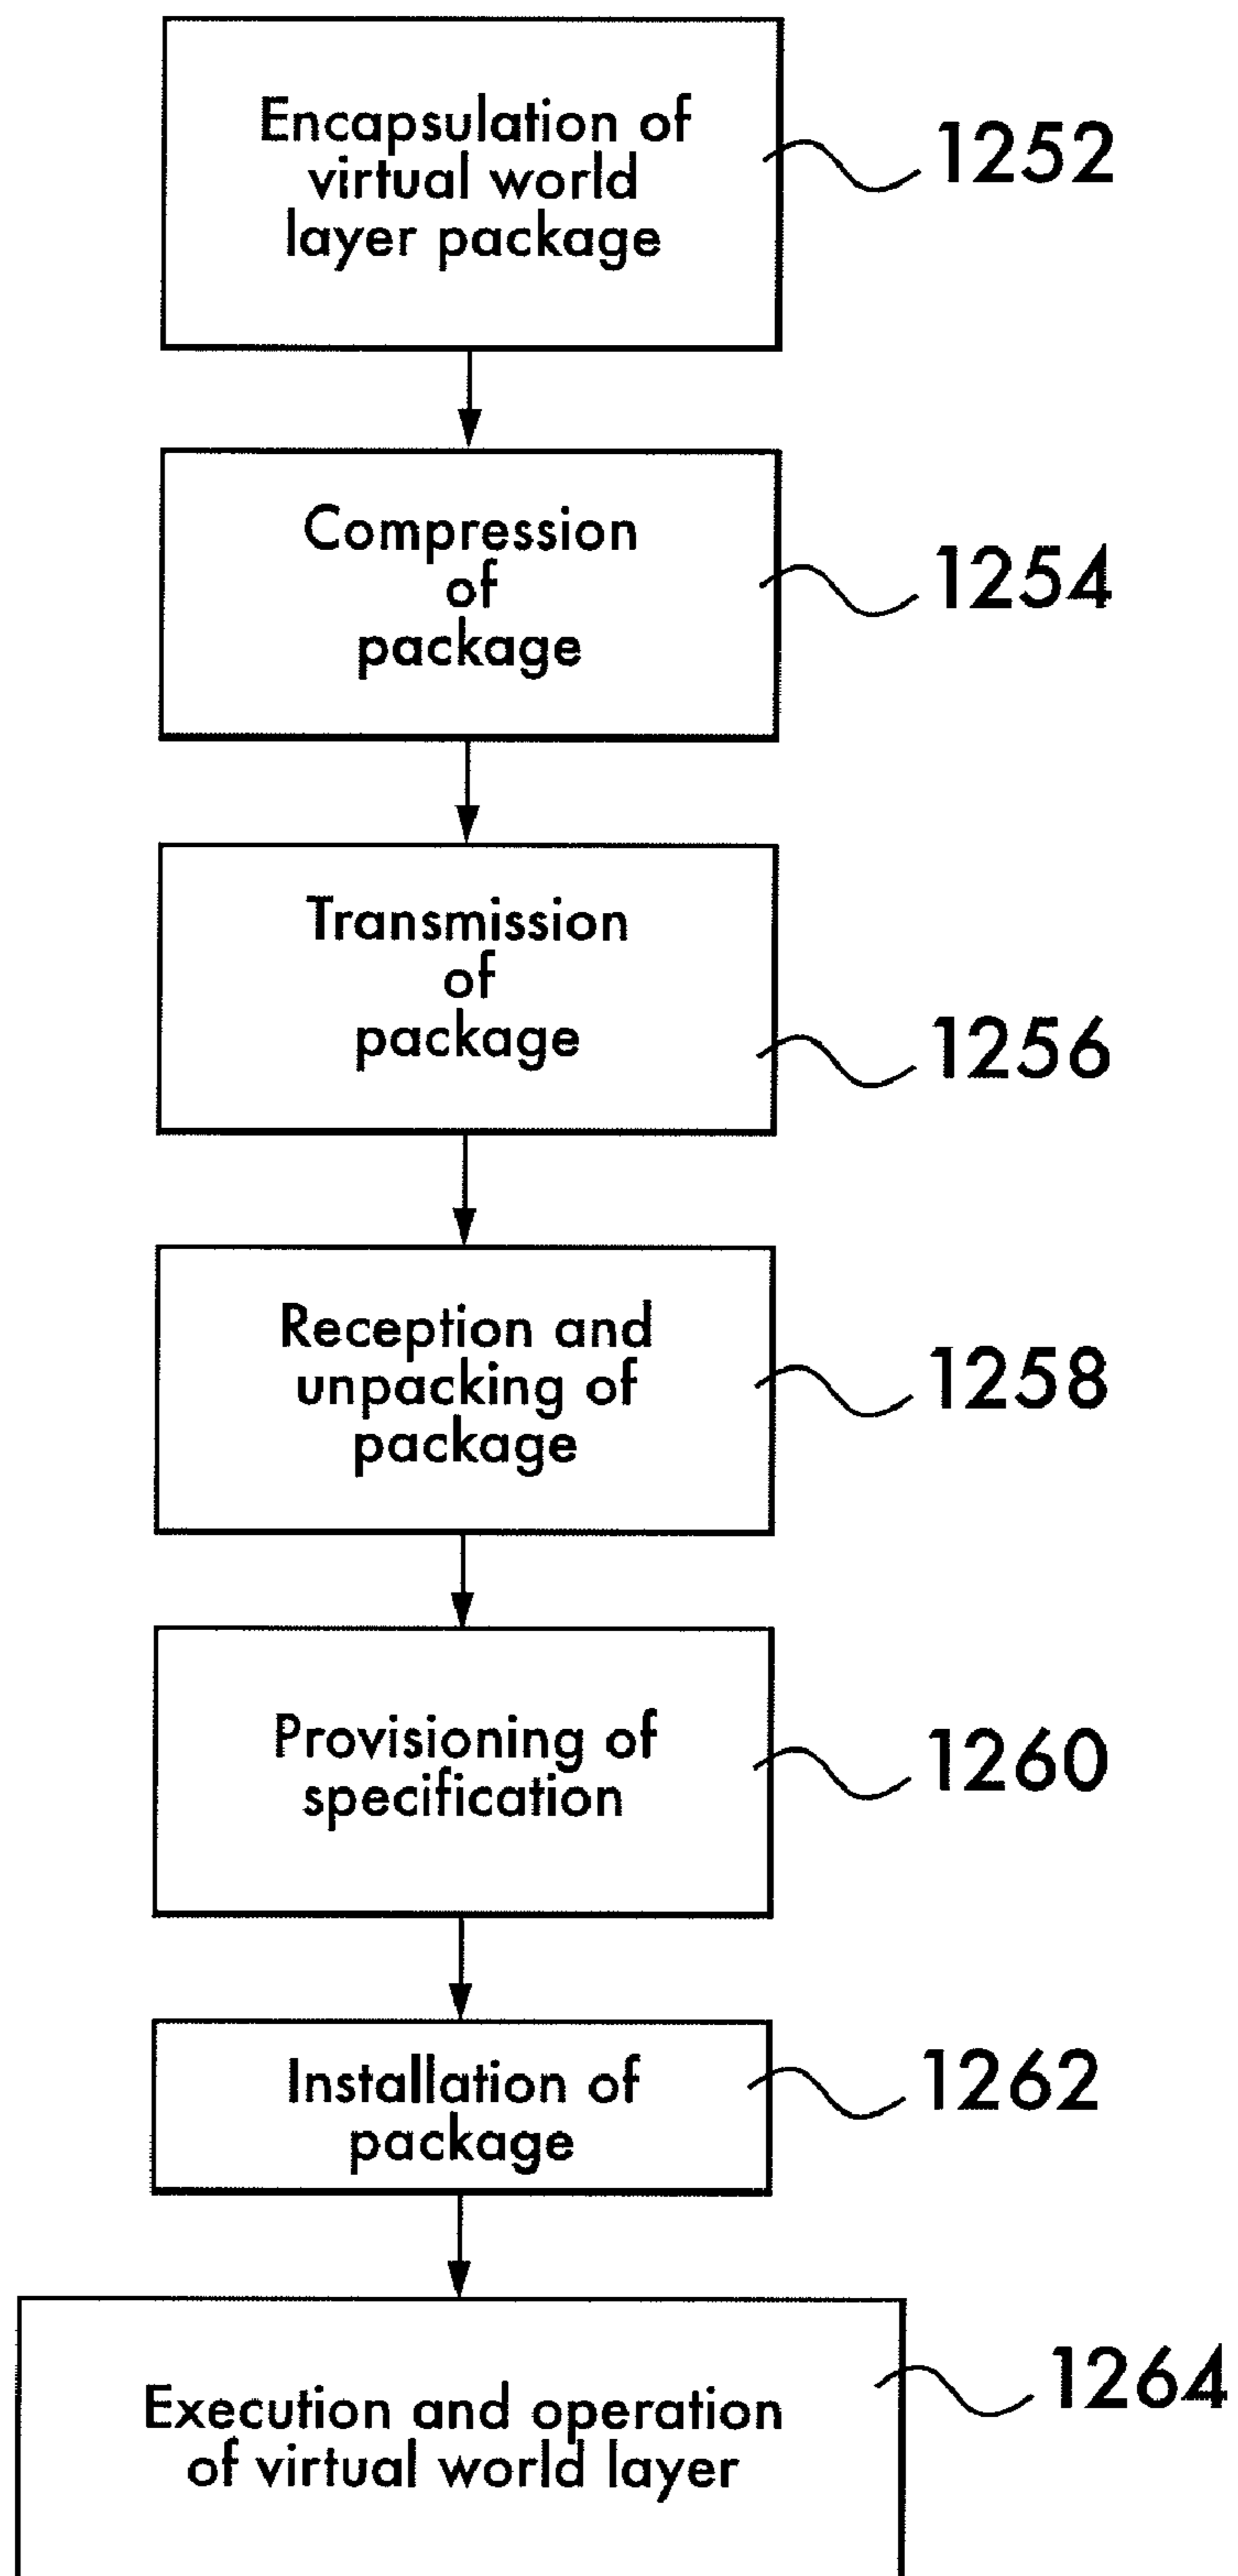 Encapsulation of
virtual world
layer package
1252
Compression
of
package
1254
Transmission
of
package
1256
Reception and
unpacking of
package
1258
Provisioning of
specification
1260
Installation of
package
1262
Execution and operation
of virtual world layer
1264